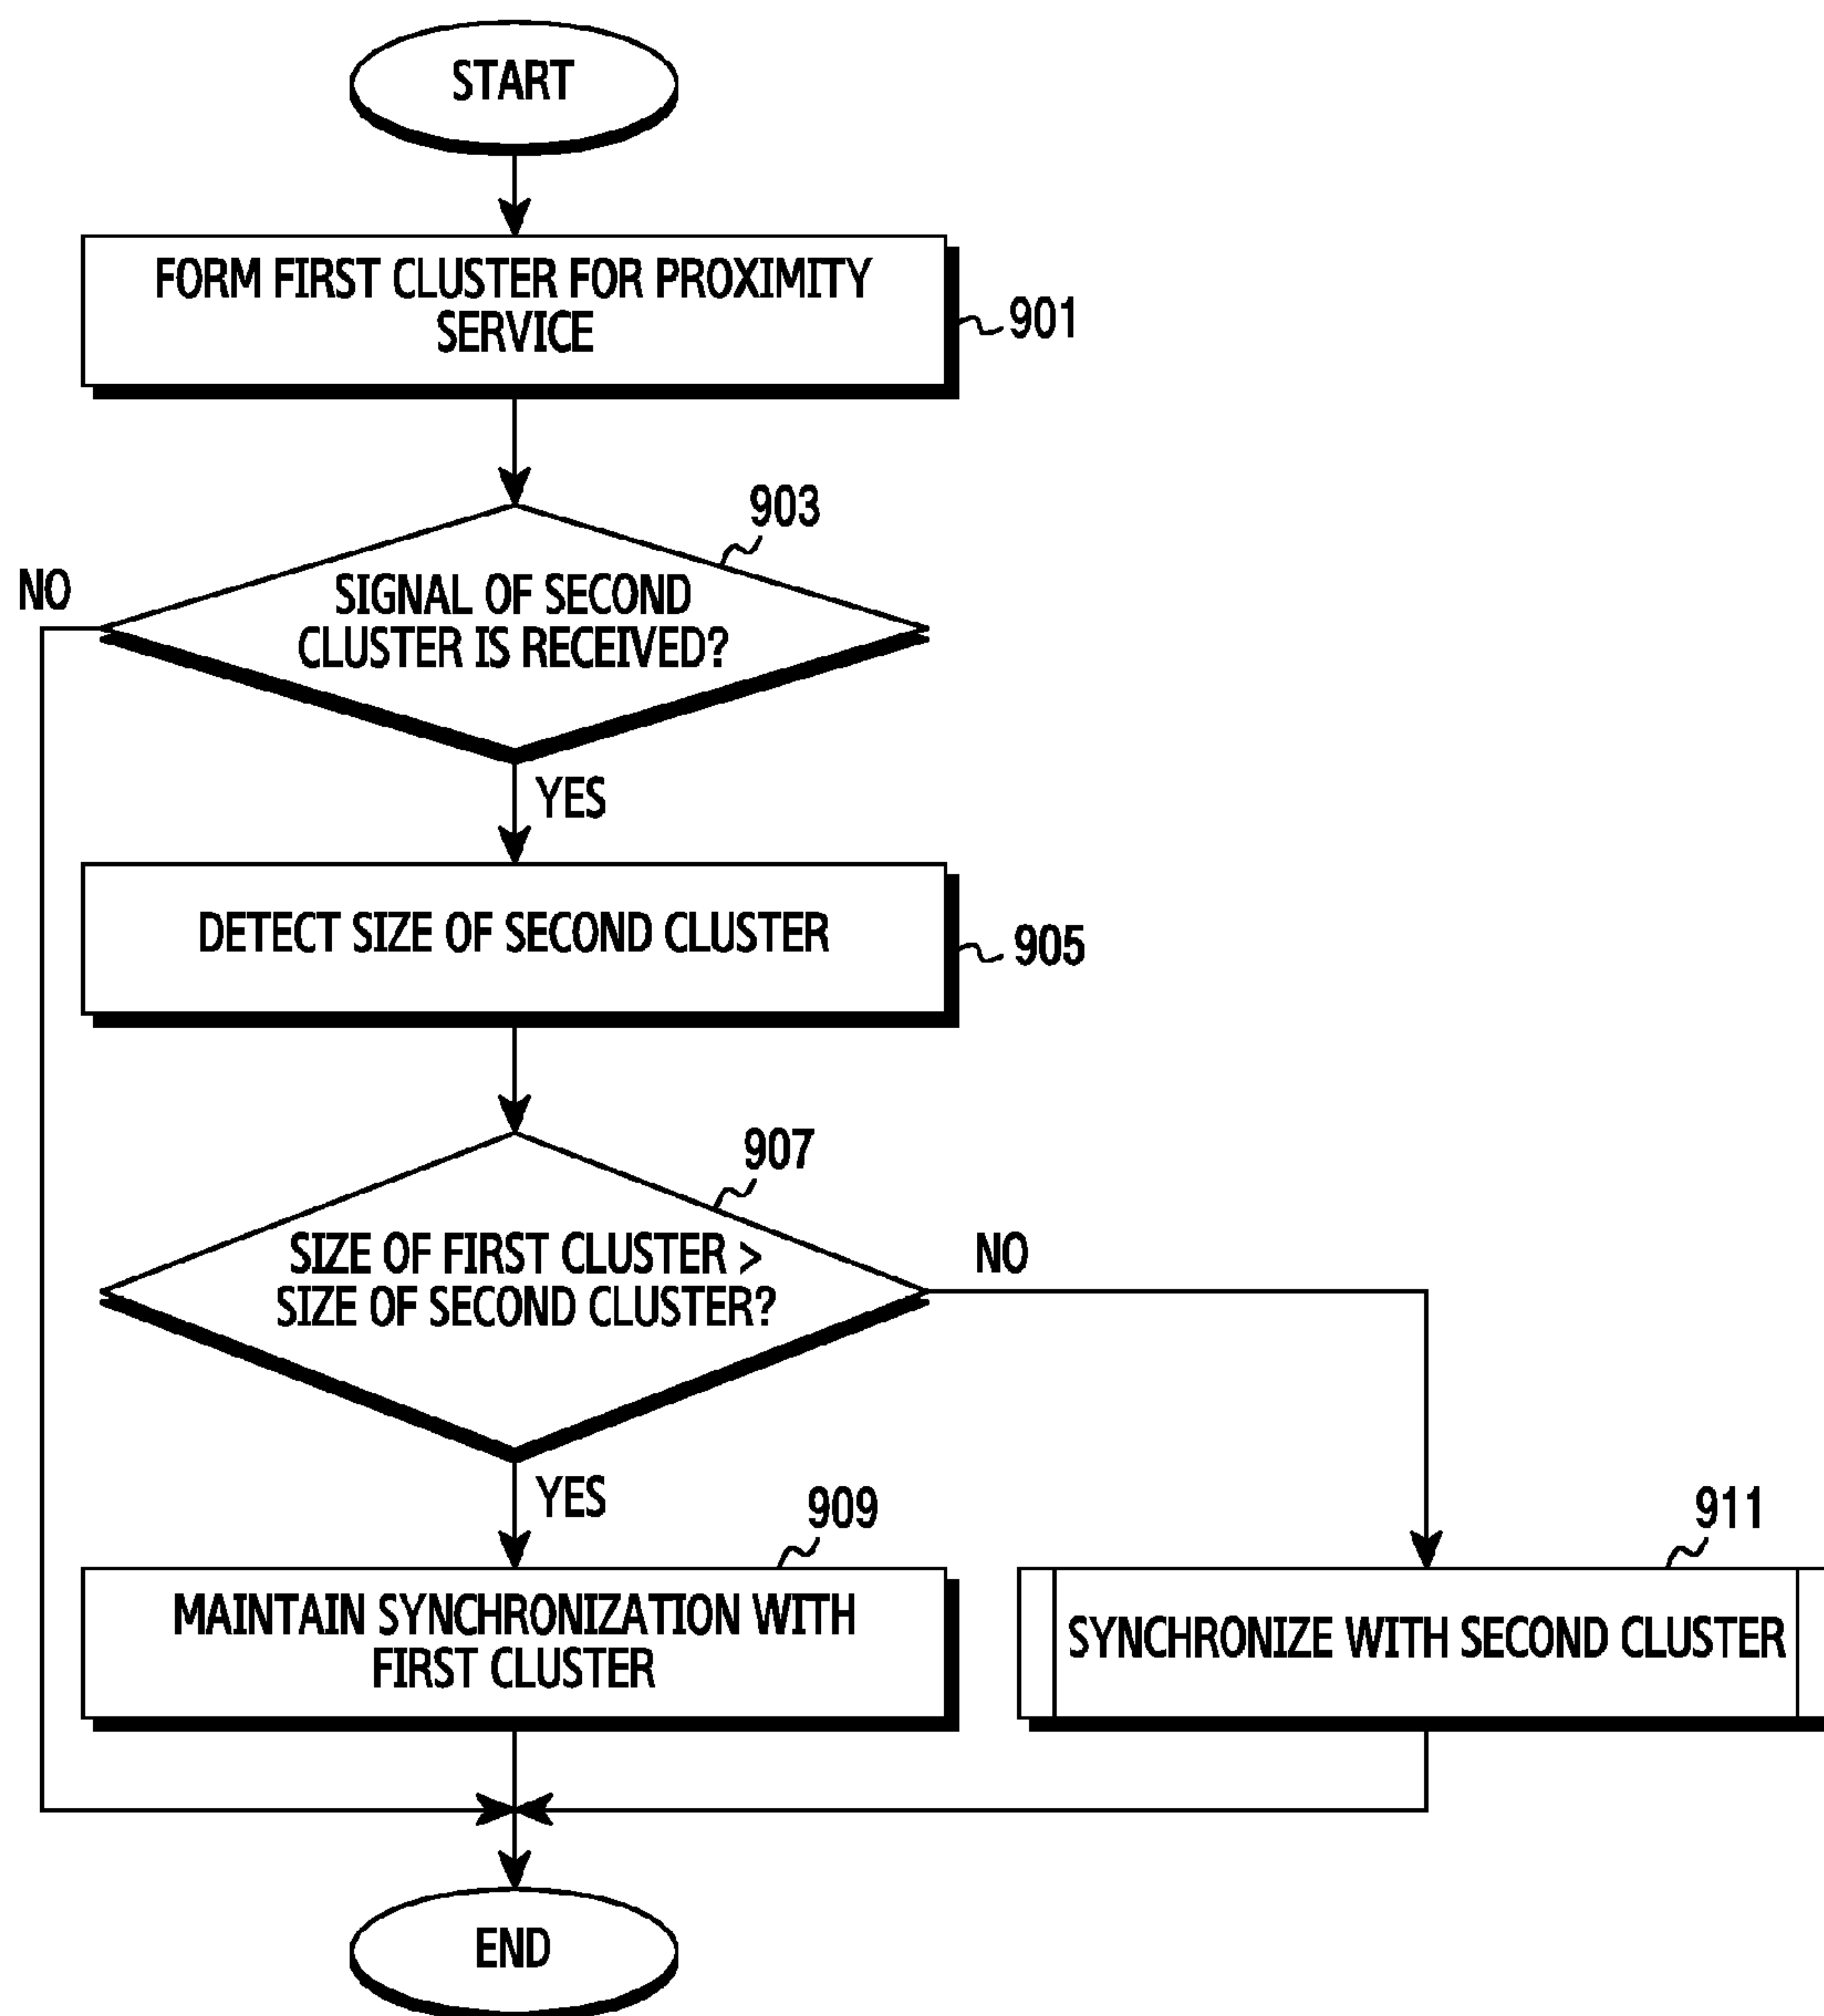 START
FORM FIRST CLUSTER FOR PROXIMITY
SERVICE
901
903
NO
SIGNAL OF SECOND
CLUSTER IS RECEIVED?
YES
DETECT SIZE OF SECOND CLUSTER
905
907
SIZE OF FIRST CLUSTER >
SIZE OF SECOND CLUSTER?
NO
YES
909
911
MAINTAIN SYNCHRONIZATION WITH
FIRST CLUSTER
SYNCHRONIZE WITH SECOND CLUSTER
END